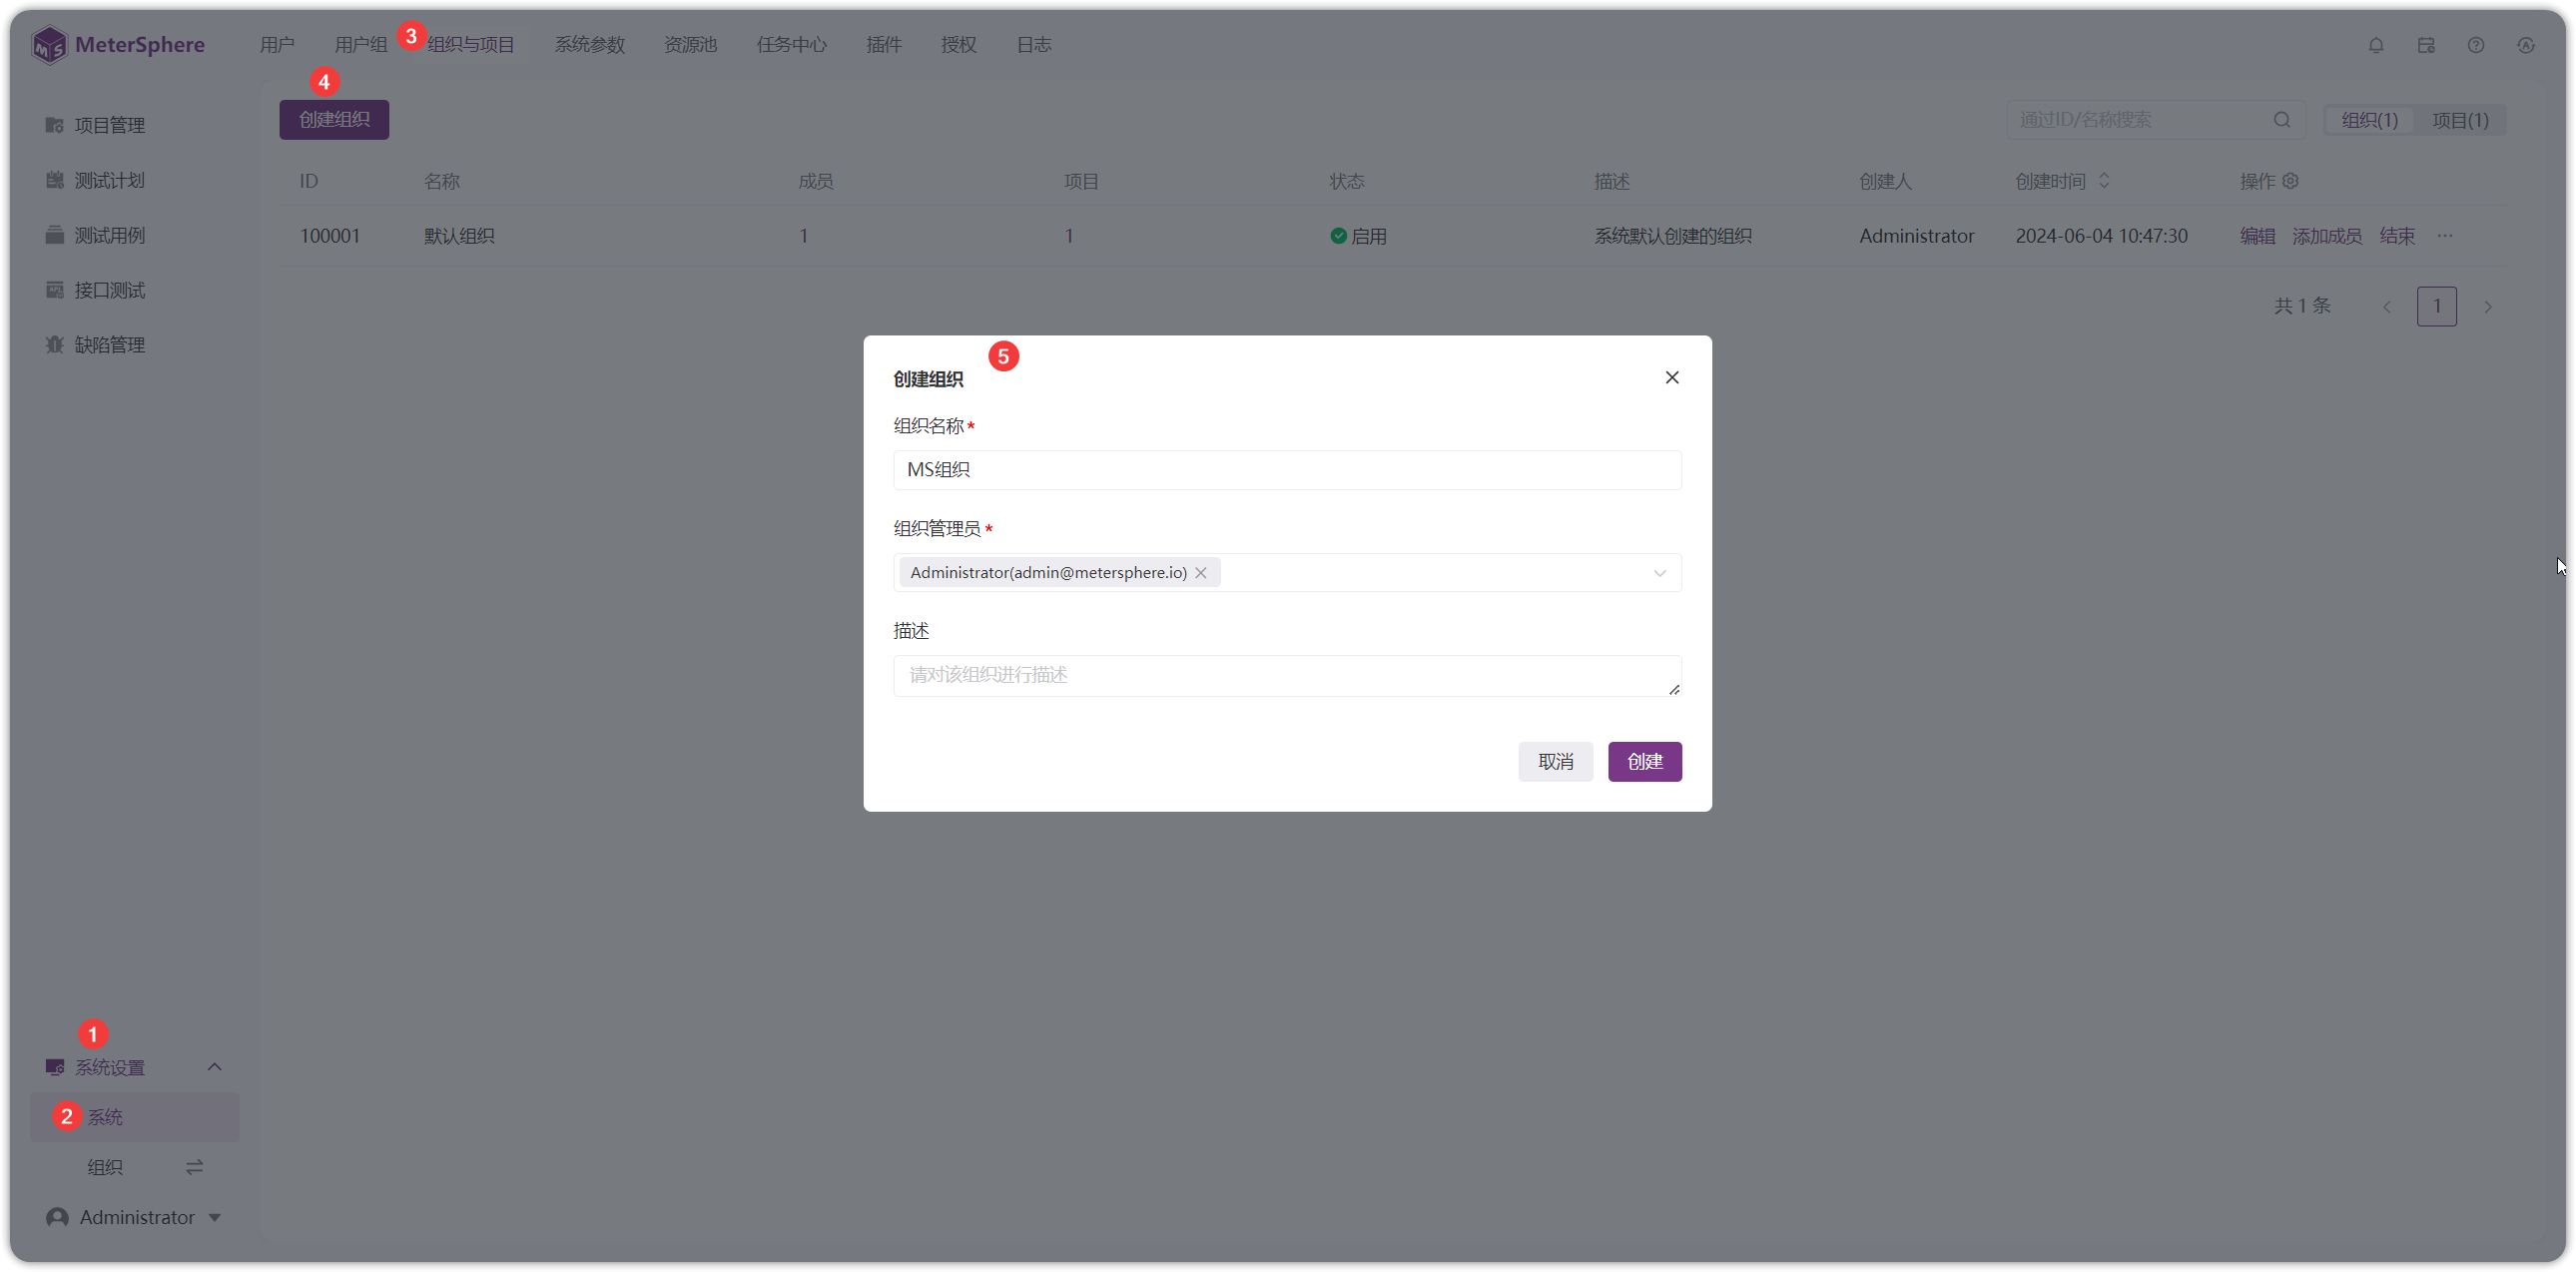 MeterSphere
用户 用户组 3 组织与项目 系统参数 资源池 任务中心 插件 授权 日志
4
创建组织
通过ID/名称搜索 组织(1) 项目(1)
项目管理
测试计划
测试用例
接口测试
缺陷管理
ID 名称 成员 项目 状态 描述 创建人 创建时间 操作
100001 默认组织 1 1 启用 系统默认创建的组织 Administrator 2024-06-04 10:47:30 编辑 添加成员 结束 ···
共 1 条 1
创建组织 5
组织名称*
MS组织
组织管理员*
Administrator(admin@metersphere.io)
描述
请对该组织进行描述
取消 创建
1
系统设置
2 系统
组织
Administrator